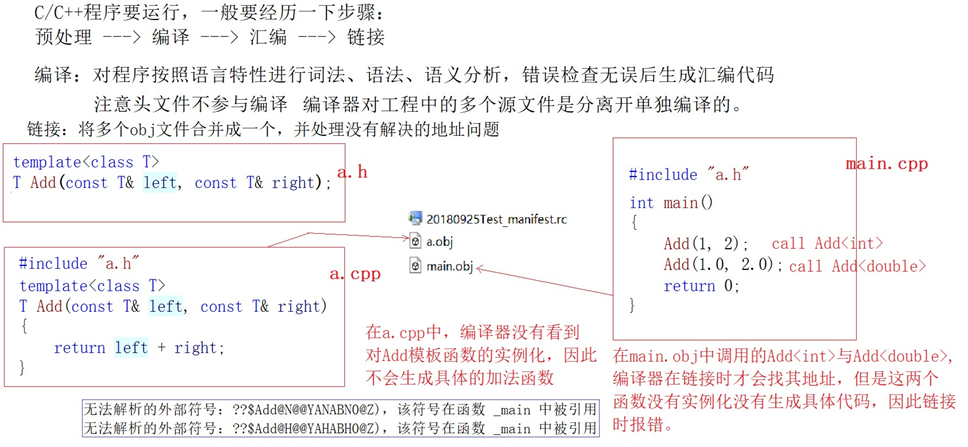 C/C++程序要运行，一般要经历一下步骤：
预处理 ---> 编译 ---> 汇编 ---> 链接
编译：对程序按照语言特性进行词法、语法、语义分析，错误检查无误后生成汇编代码
注意头文件不参与编译 编译器对工程中的多个源文件是分离开单独编译的。
链接：将多个obj文件合并成一个，并处理没有解决的地址问题
template<class T>
T Add(const T& left, const T& right);
a.h
#include "a.h"
template<class T>
T Add(const T& left, const T& right)
{
return left + right;
}
a.cpp
20180925Test_manifest.rc
a.obj
main.obj
main.cpp
#include "a.h"
int main()
{
Add(1, 2); call Add<int>
Add(1.0, 2.0); call Add<double>
return 0;
}
在a.cpp中，编译器没有看到
对Add模板函数的实例化，因此
不会生成具体的加法函数
在main.obj中调用的Add<int>与Add<double>,
编译器在链接时才会找其地址，但是这两个
函数没有实例化没有生成具体代码，因此链接
时报错。
无法解析的外部符号：??$Add@N@@YANABNO@Z)，该符号在函数 _main 中被引用
无法解析的外部符号：??$Add@H@@YAHABHO@Z)，该符号在函数 _main 中被引用